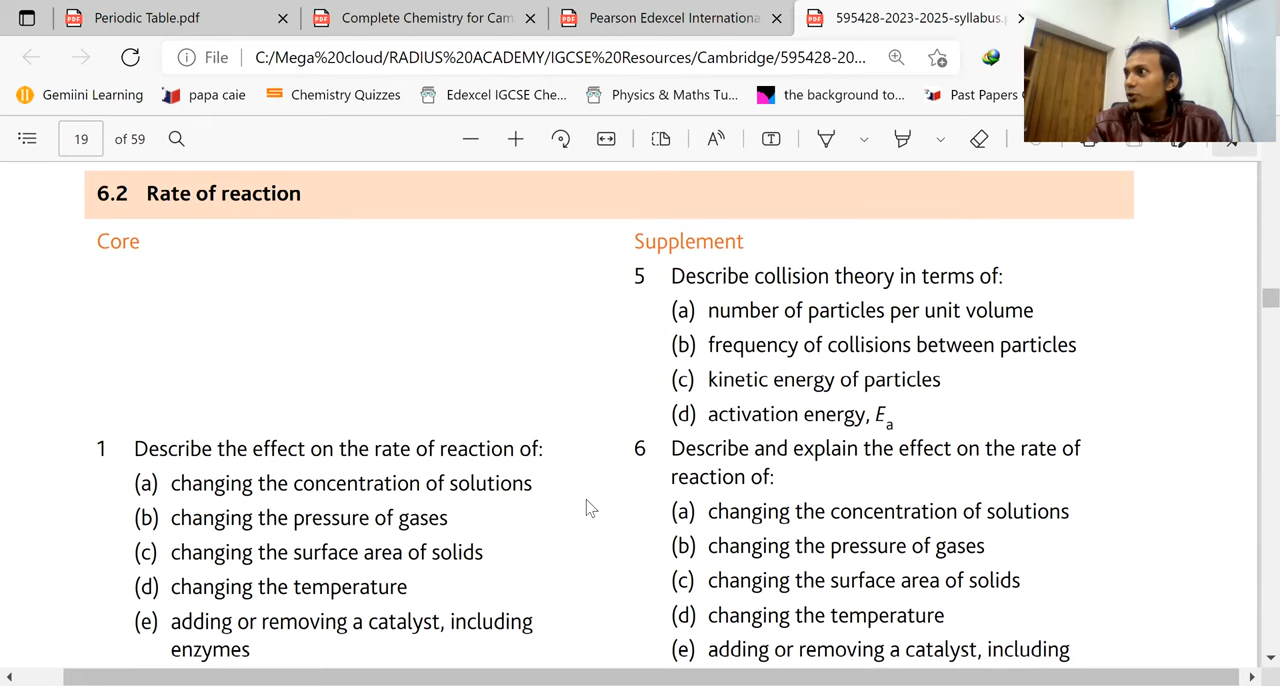 Periodic Table.pdf
Complete Chemistry for Cam
Pearson Edexcel Internationa
595428-2023-2025-syllabus.p
File
C:/Mega%20cloud/RADIUS%20ACADEMY/IGCSE%20Resources/Cambridge/595428-20...
Gemiini Learning
papa caie
Chemistry Quizzes
Edexcel IGCSE Che...
Physics & Maths Tu...
the background to...
Past Papers
19 of 59
6.2 Rate of reaction
Core
Supplement
5 Describe collision theory in terms of:
(a) number of particles per unit volume
(b) frequency of collisions between particles
(c) kinetic energy of particles
(d) activation energy, Ea
1 Describe the effect on the rate of reaction of:
(a) changing the concentration of solutions
(b) changing the pressure of gases
(c) changing the surface area of solids
(d) changing the temperature
(e) adding or removing a catalyst, including
enzymes
6 Describe and explain the effect on the rate of
reaction of:
(a) changing the concentration of solutions
(b) changing the pressure of gases
(c) changing the surface area of solids
(d) changing the temperature
(e) adding or removing a catalyst, including